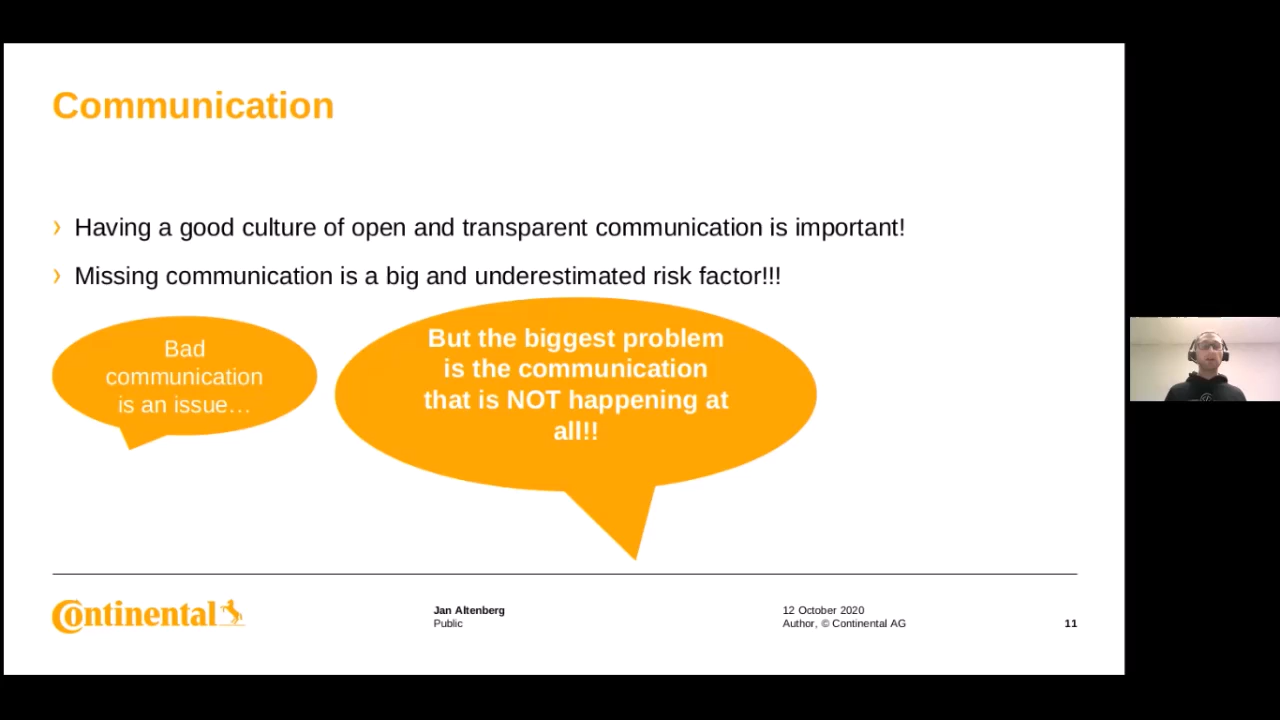 Communication
› Having a good culture of open and transparent communication is important!
› Missing communication is a big and underestimated risk factor!!!
Bad
communication
is an issue…
But the biggest problem
is the communication
that is NOT happening at
all!!
Continental
Jan Altenberg
Public
12 October 2020
Author, © Continental AG
11